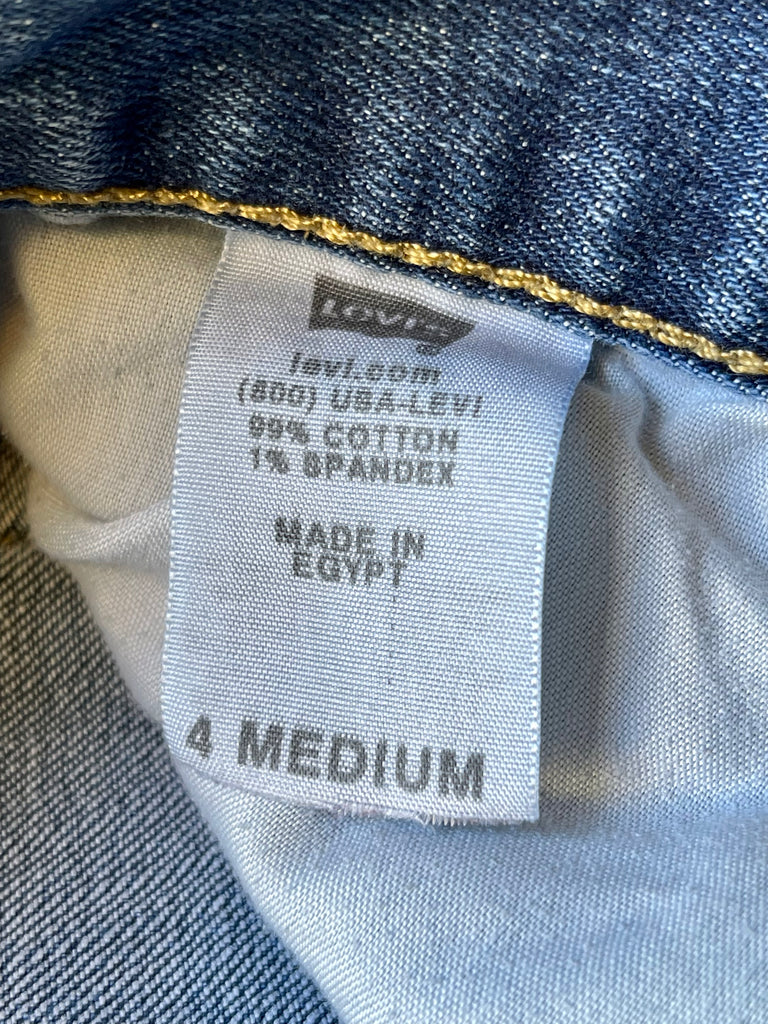 LEVI'S
levi.com
(800) USA-LEVI
99% COTTON
1% SPANDEX
MADE IN
EGYPT
4 MEDIUM